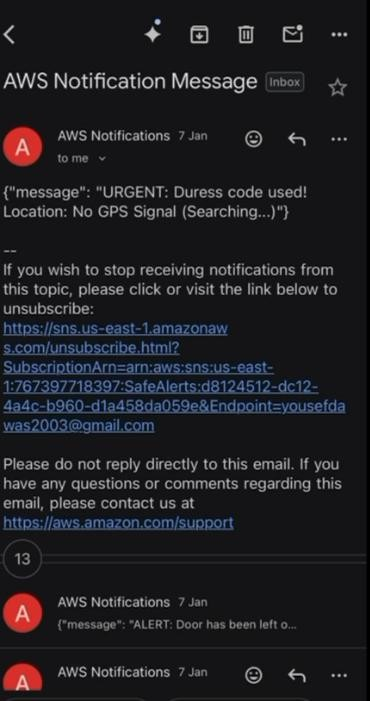 AWS Notification Message Inbox
A
AWS Notifications 7 Jan
to me
{"message": "URGENT: Duress code used!
Location: No GPS Signal (Searching...)"}
--
If you wish to stop receiving notifications from
this topic, please click or visit the link below to
unsubscribe:
https://sns.us-east-1.amazonaw
s.com/unsubscribe.html?
SubscriptionArn=arn:aws:sns:us-east-
1:767397718397:SafeAlerts:d8124512-dc12-
4a4c-b960-d1a458da059e&Endpoint=yousefda
was2003@gmail.com
Please do not reply directly to this email. If you
have any questions or comments regarding this
email, please contact us at
https://aws.amazon.com/support
13
A
AWS Notifications 7 Jan
{"message": "ALERT: Door has been left o...
A
AWS Notifications 7 Jan